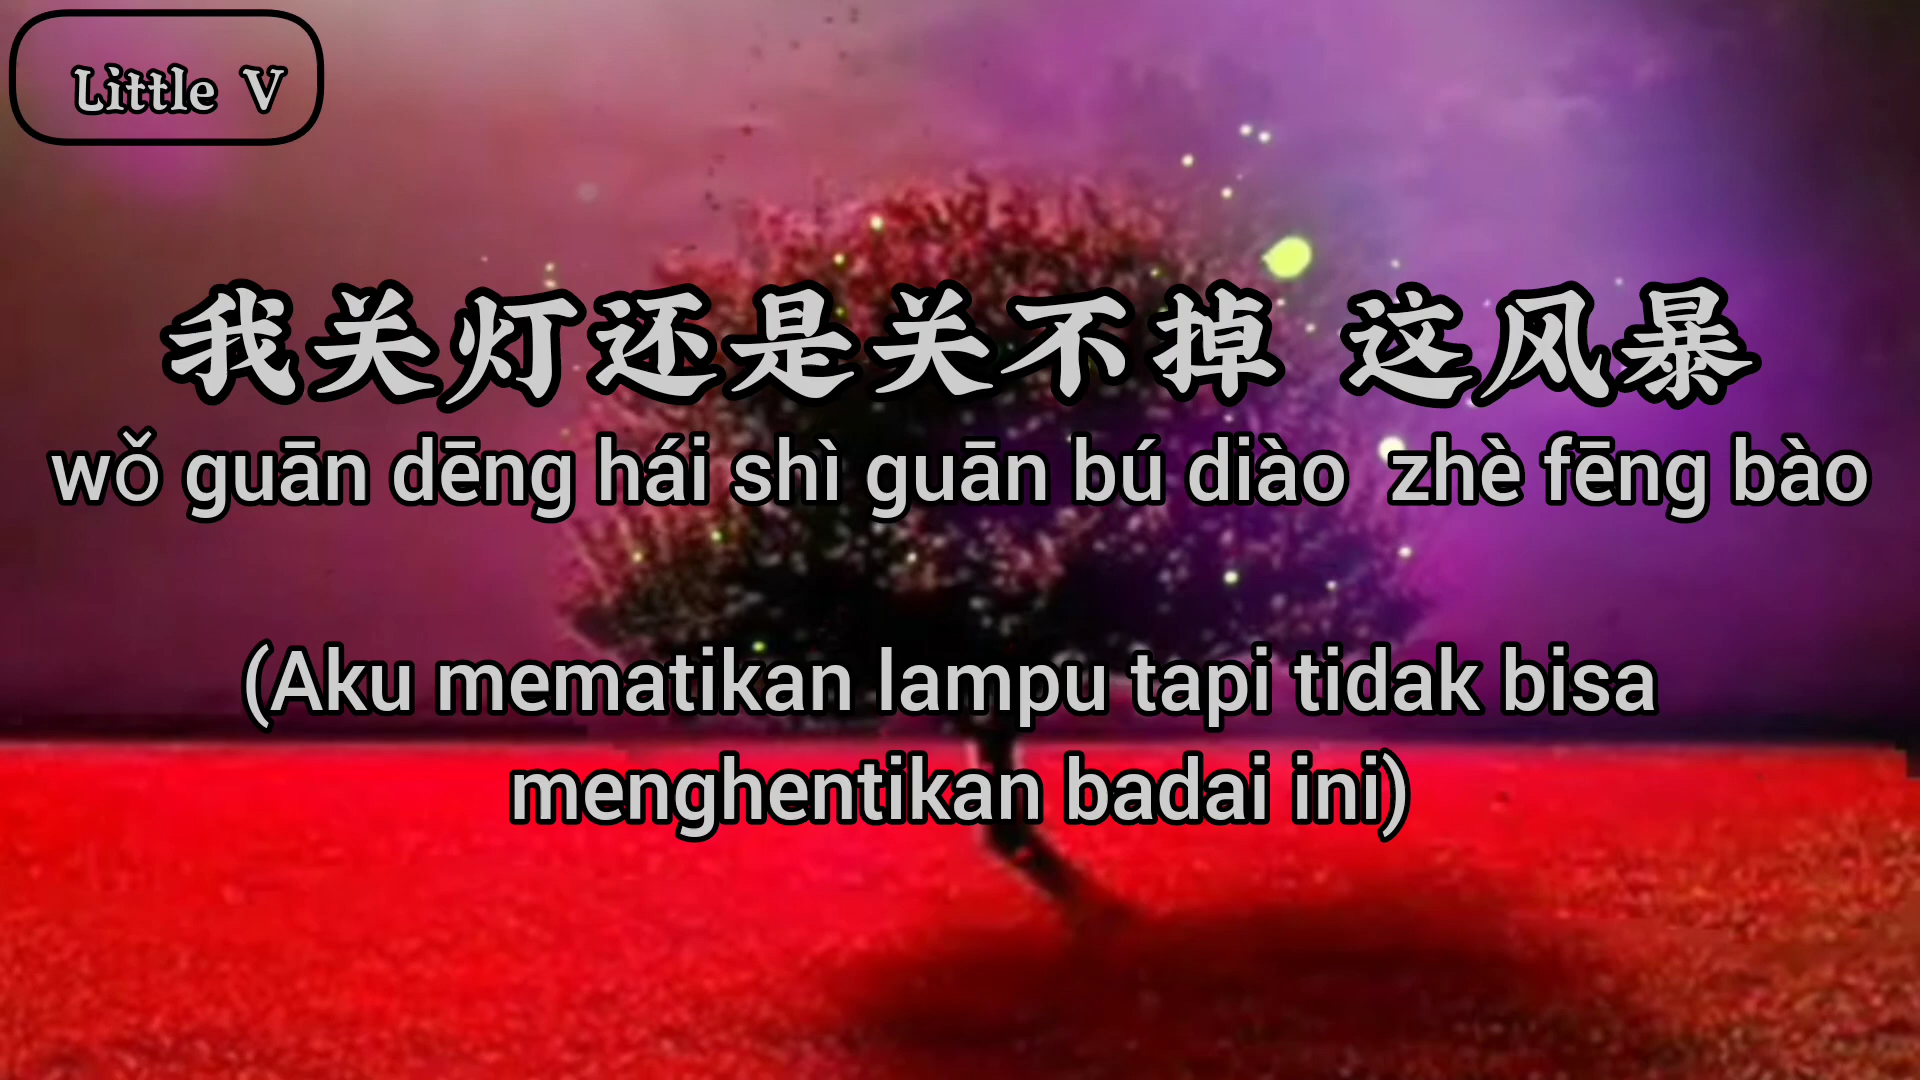 Little V
我关灯还是关不掉 这风暴
wǒ guān dēng hái shì guān bú diào zhè fēng bào
(Aku mematikan lampu tapi tidak bisa
menghentikan badai ini)